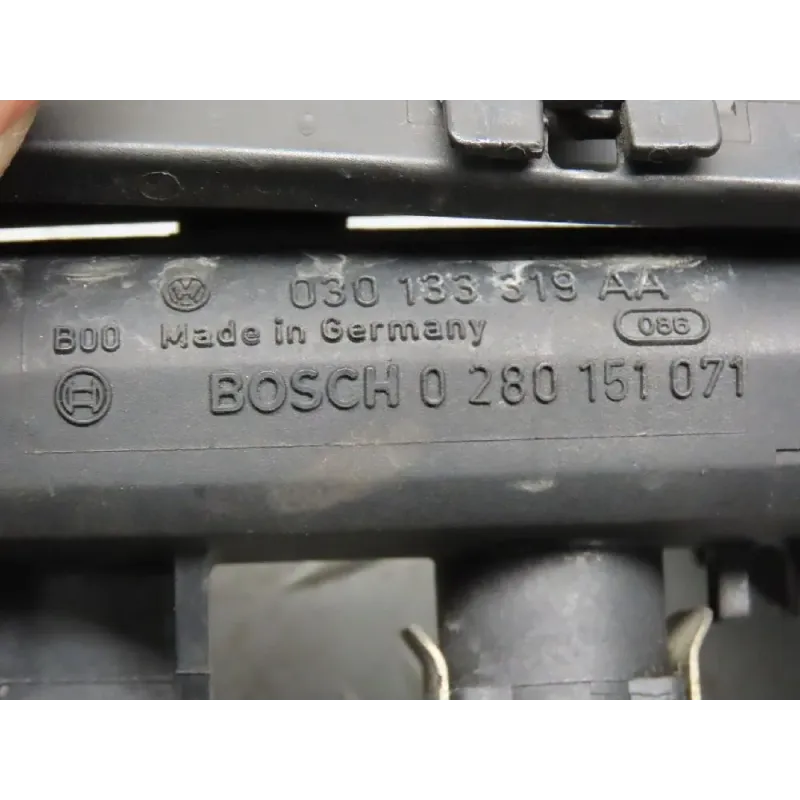 030 133 319 AA
B00 Made in Germany 086
BOSCH 0 280 151 071